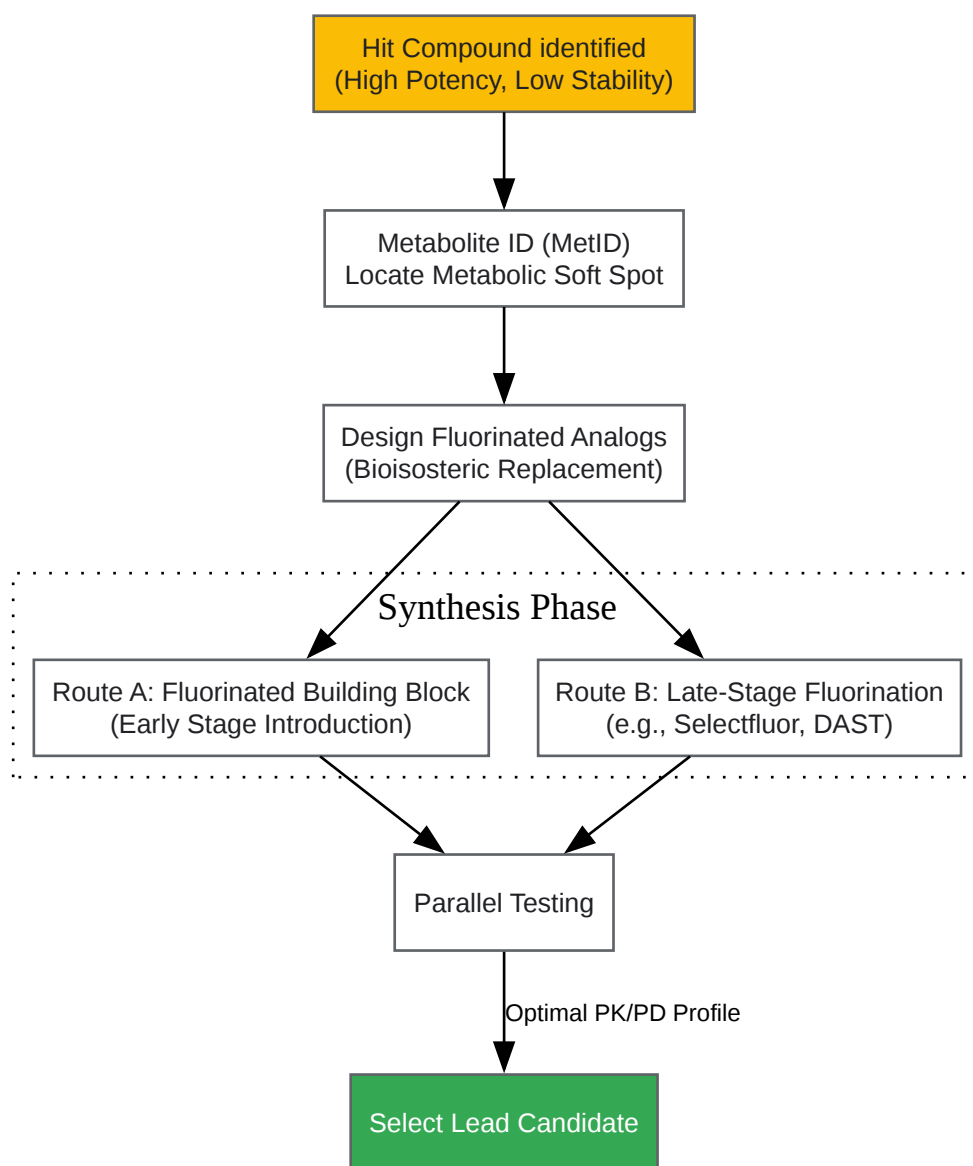 Hit Compound identified
(High Potency, Low Stability)
Metabolite ID (MetID)
Locate Metabolic Soft Spot
Design Fluorinated Analogs
(Bioisosteric Replacement)
Synthesis Phase
Route A: Fluorinated Building Block
(Early Stage Introduction)
Route B: Late-Stage Fluorination
(e.g., Selectfluor, DAST)
Parallel Testing
Optimal PK/PD Profile
Select Lead Candidate